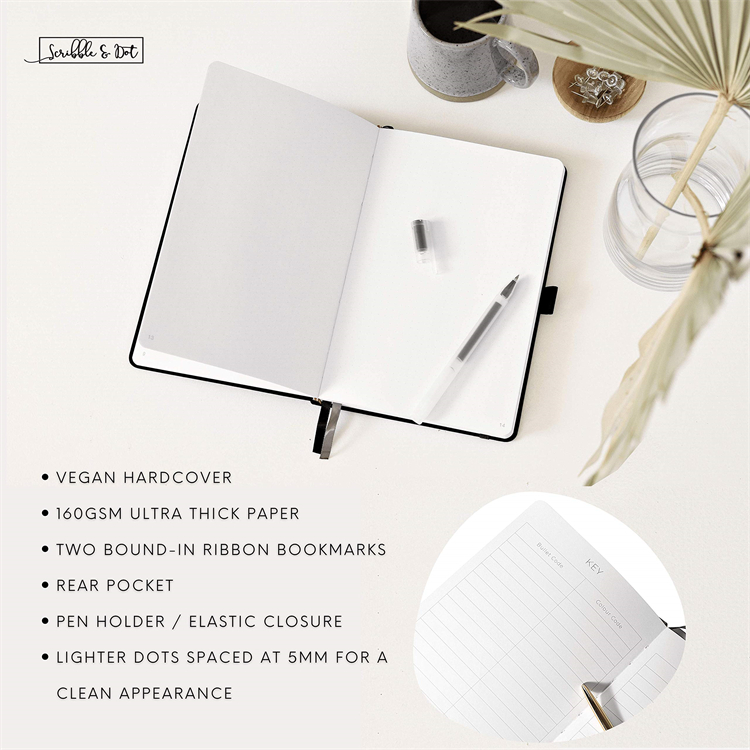 Scribble & Dot
14
• VEGAN HARDCOVER
• 160GSM ULTRA THICK PAPER
• TWO BOUND-IN RIBBON BOOKMARKS
• REAR POCKET
• PEN HOLDER / ELASTIC CLOSURE
• LIGHTER DOTS SPACED AT 5MM FOR A
CLEAN APPEARANCE
KEY
Bullet Code
Colour Code